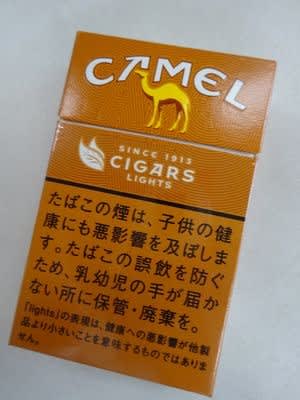 CAMEL
SINCE 1913
CIGARS
LIGHTS
たばこの煙は、子供の健
康にも悪影響を及ぼしま
す。たばこの誤飲を防ぐ
ため、乳幼児の手が届か
ない所に保管・廃棄を。
「lights」の表現は、健康への悪影響が他製
品より小さいことを意味するものではありま
せん。